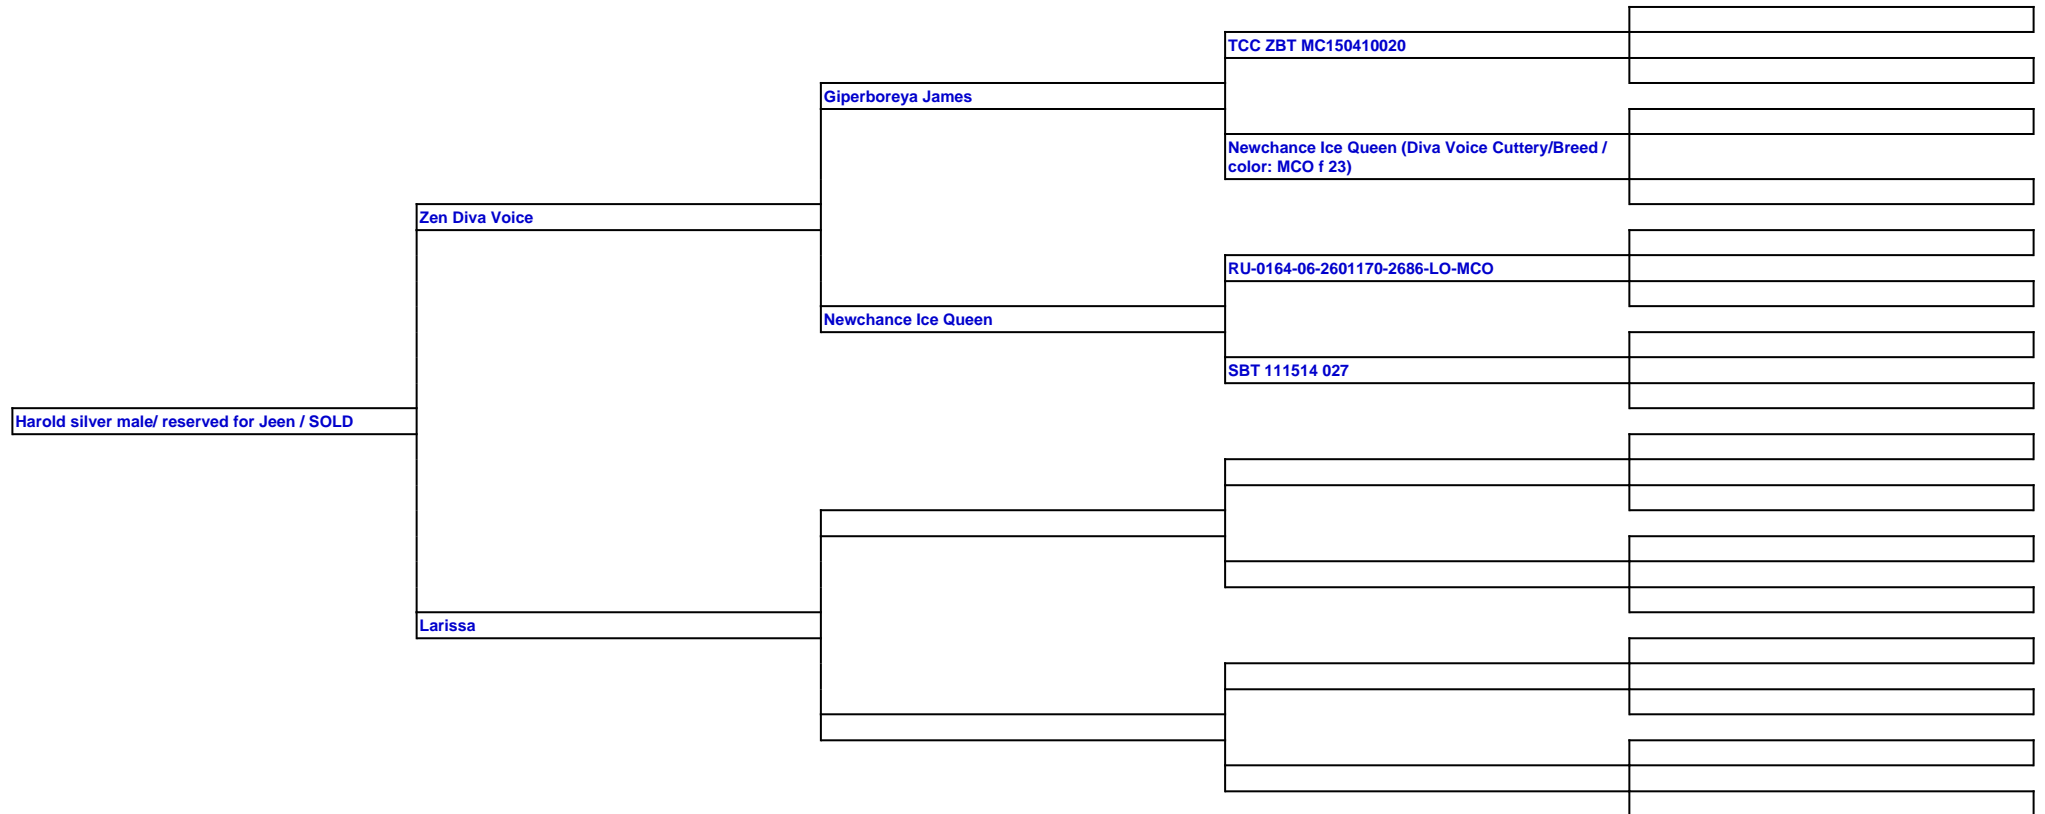 TCC ZBT MC150410020
Giperboreya James
Newchance Ice Queen (Diva Voice Cuttery/Breed /
color: MCO f 23)
Zen Diva Voice
RU-0164-06-2601170-2686-LO-MCO
Newchance Ice Queen
SBT 111514 027
Harold silver male/ reserved for Jeen / SOLD
Larissa